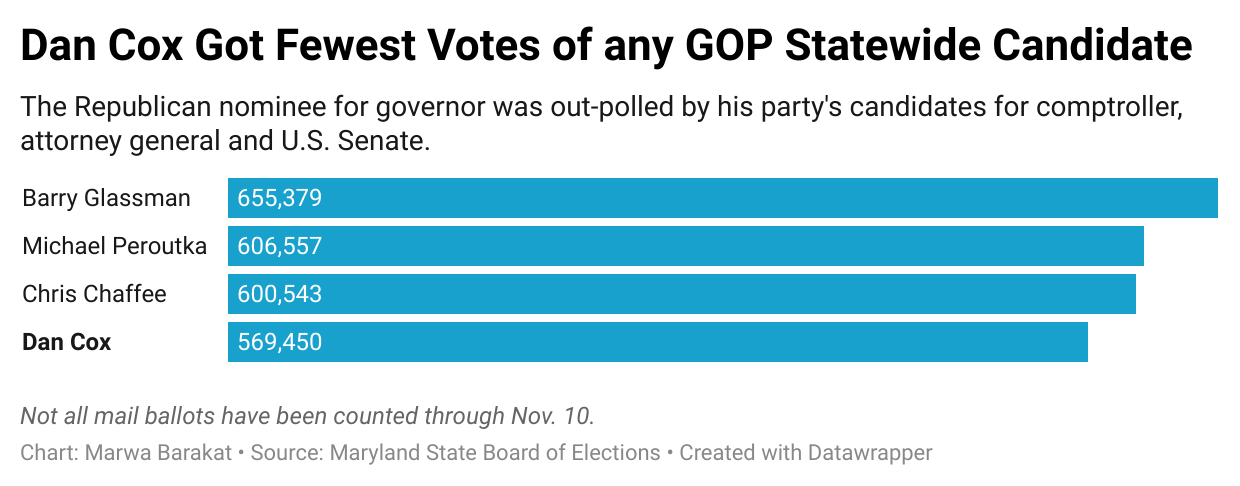 Dan Cox Got Fewest Votes of any GOP Statewide Candidate
The Republican nominee for governor was out-polled by his party's candidates for comptroller,
attorney general and U.S. Senate.
Barry Glassman 655,379
Michael Peroutka 606,557
Chris Chaffee 600,543
Dan Cox 569,450
Not all mail ballots have been counted through Nov. 10.
Chart: Marwa Barakat • Source: Maryland State Board of Elections • Created with Datawrapper